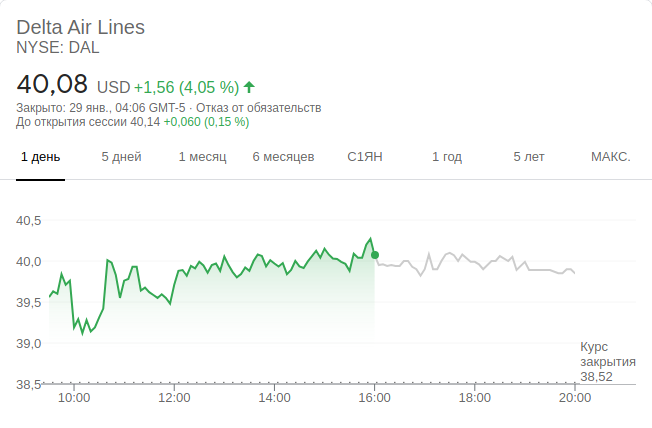 Delta Air Lines
NYSE: DAL
40,08 USD +1,56 (4,05 %)
Закрыто: 29 янв., 04:06 GMT-5 · Отказ от обязательств
До открытия сессии 40,14 +0,060 (0,15 %)
1 день 5 дней 1 месяц 6 месяцев С1ЯН 1 год 5 лет МАКС.
40,5
40,0
39,5
39,0
Курс
закрытия
38,52
38,5
10:00 12:00 14:00 16:00 18:00 20:00